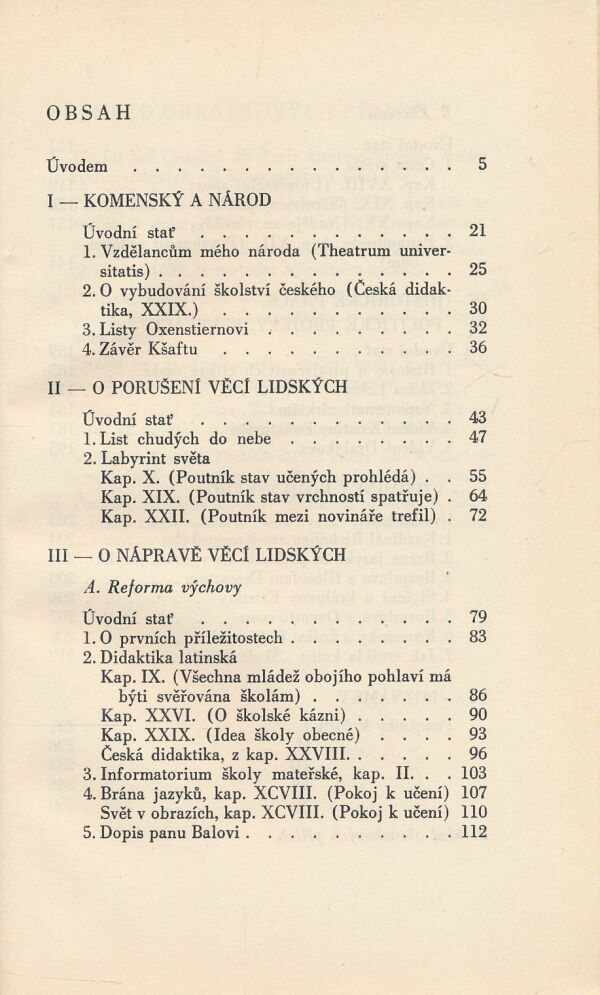 OBSAH
Úvodem . . . . . . . . . . . . . . . 5
I — KOMENSKÝ A NÁROD
Úvodní stať . . . . . . . . . . . . 21
1. Vzdělancům mého národa (Theatrum univer-
sitatis) . . . . . . . . . . . . . . 25
2. O vybudování školství českého (Česká didak-
tika, XXIX.) . . . . . . . . . . . 30
3. Listy Oxenstiernovi . . . . . . . . . 32
4. Závěr Kšaftu . . . . . . . . . . . 36
II — O PORUŠENÍ VĚCÍ LIDSKÝCH
Úvodní stať . . . . . . . . . . . . 43
1. List chudých do nebe . . . . . . . . 47
2. Labyrint světa
Kap. X. (Poutník stav učených prohlédá) . . 55
Kap. XIX. (Poutník stav vrchností spatřuje) . 64
Kap. XXII. (Poutník mezi novináře trefil) . 72
III — O NÁPRAVĚ VĚCÍ LIDSKÝCH
A. Reforma výchovy
Úvodní stať . . . . . . . . . . . . 79
1. O prvních příležitostech . . . . . . . . 83
2. Didaktika latinská
Kap. IX. (Všechna mládež obojího pohlaví má
býti svěřována školám) . . . . . . . 86
Kap. XXVI. (O školské kázni) . . . . . 90
Kap. XXIX. (Idea školy obecné) . . . . 93
Česká didaktika, z kap. XXVIII. . . . . . 96
3. Informatorium školy mateřské, kap. II. . . 103
4. Brána jazyků, kap. XCVIII. (Pokoj k učení) 107
Svět v obrazích, kap. XCVIII. (Pokoj k učení) 110
5. Dopis panu Balovi . . . . . . . . . . 112